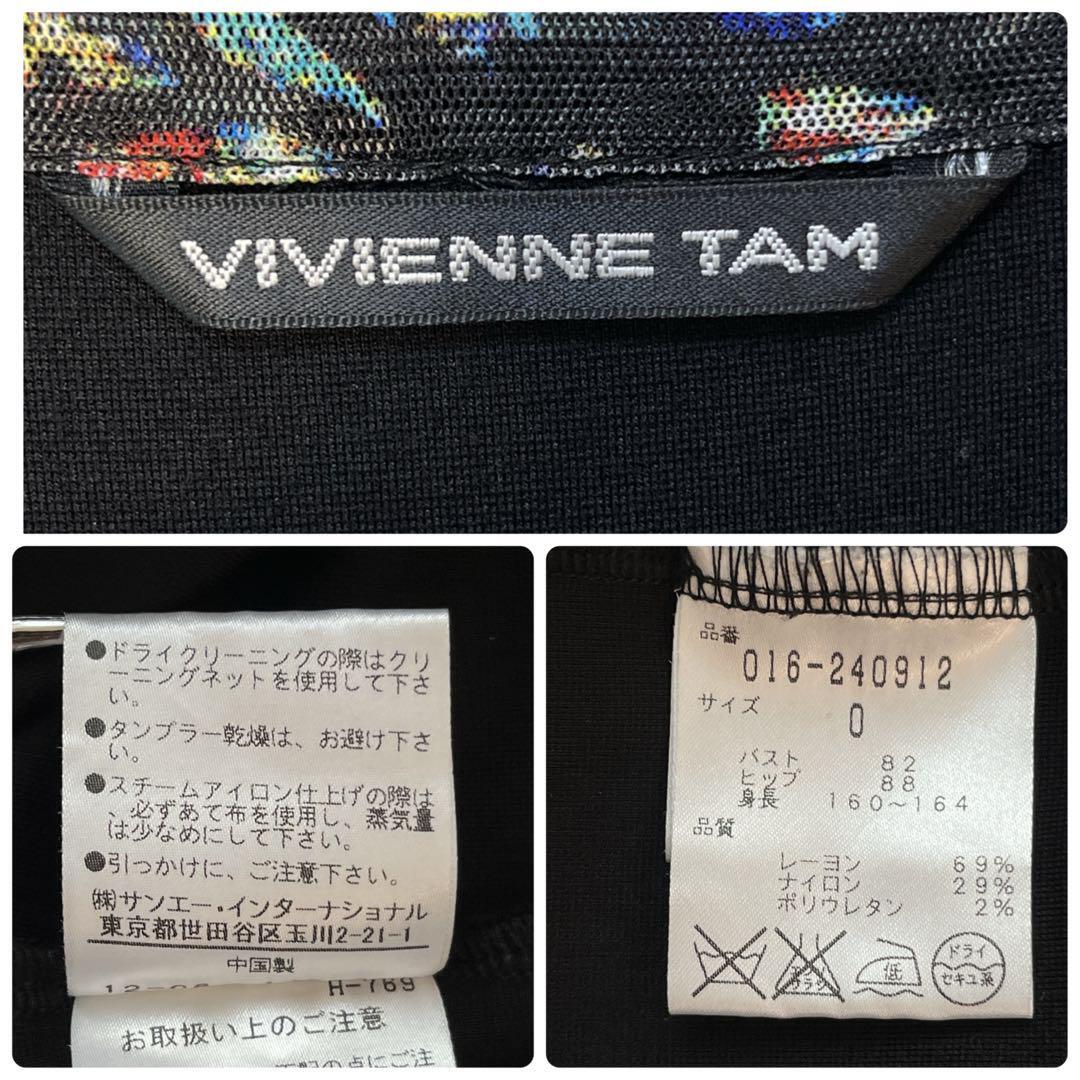 VIVIENNE TAM
●ドライクリーニングの際はクリ
ーニングネットを使用して下さ
い。
●タンブラー乾燥は、お避け下さ
い。
●スチームアイロン仕上げの際は
、必ずあて布を使用し、蒸気量
は少なめにして下さい。
●引っかけに、ご注意下さい。
㈱サンエー・インターナショナル
東京都世田谷区玉川2-21-1
中国製
H-769
お取扱い上のご注意
品番
016-240912
サイズ
0
バスト 82
ヒップ 88
身長 160～164
品質
レーヨン 69%
ナイロン 29%
ポリウレタン 2%
エンソ
サラシ
低
ドライ
セキユ系